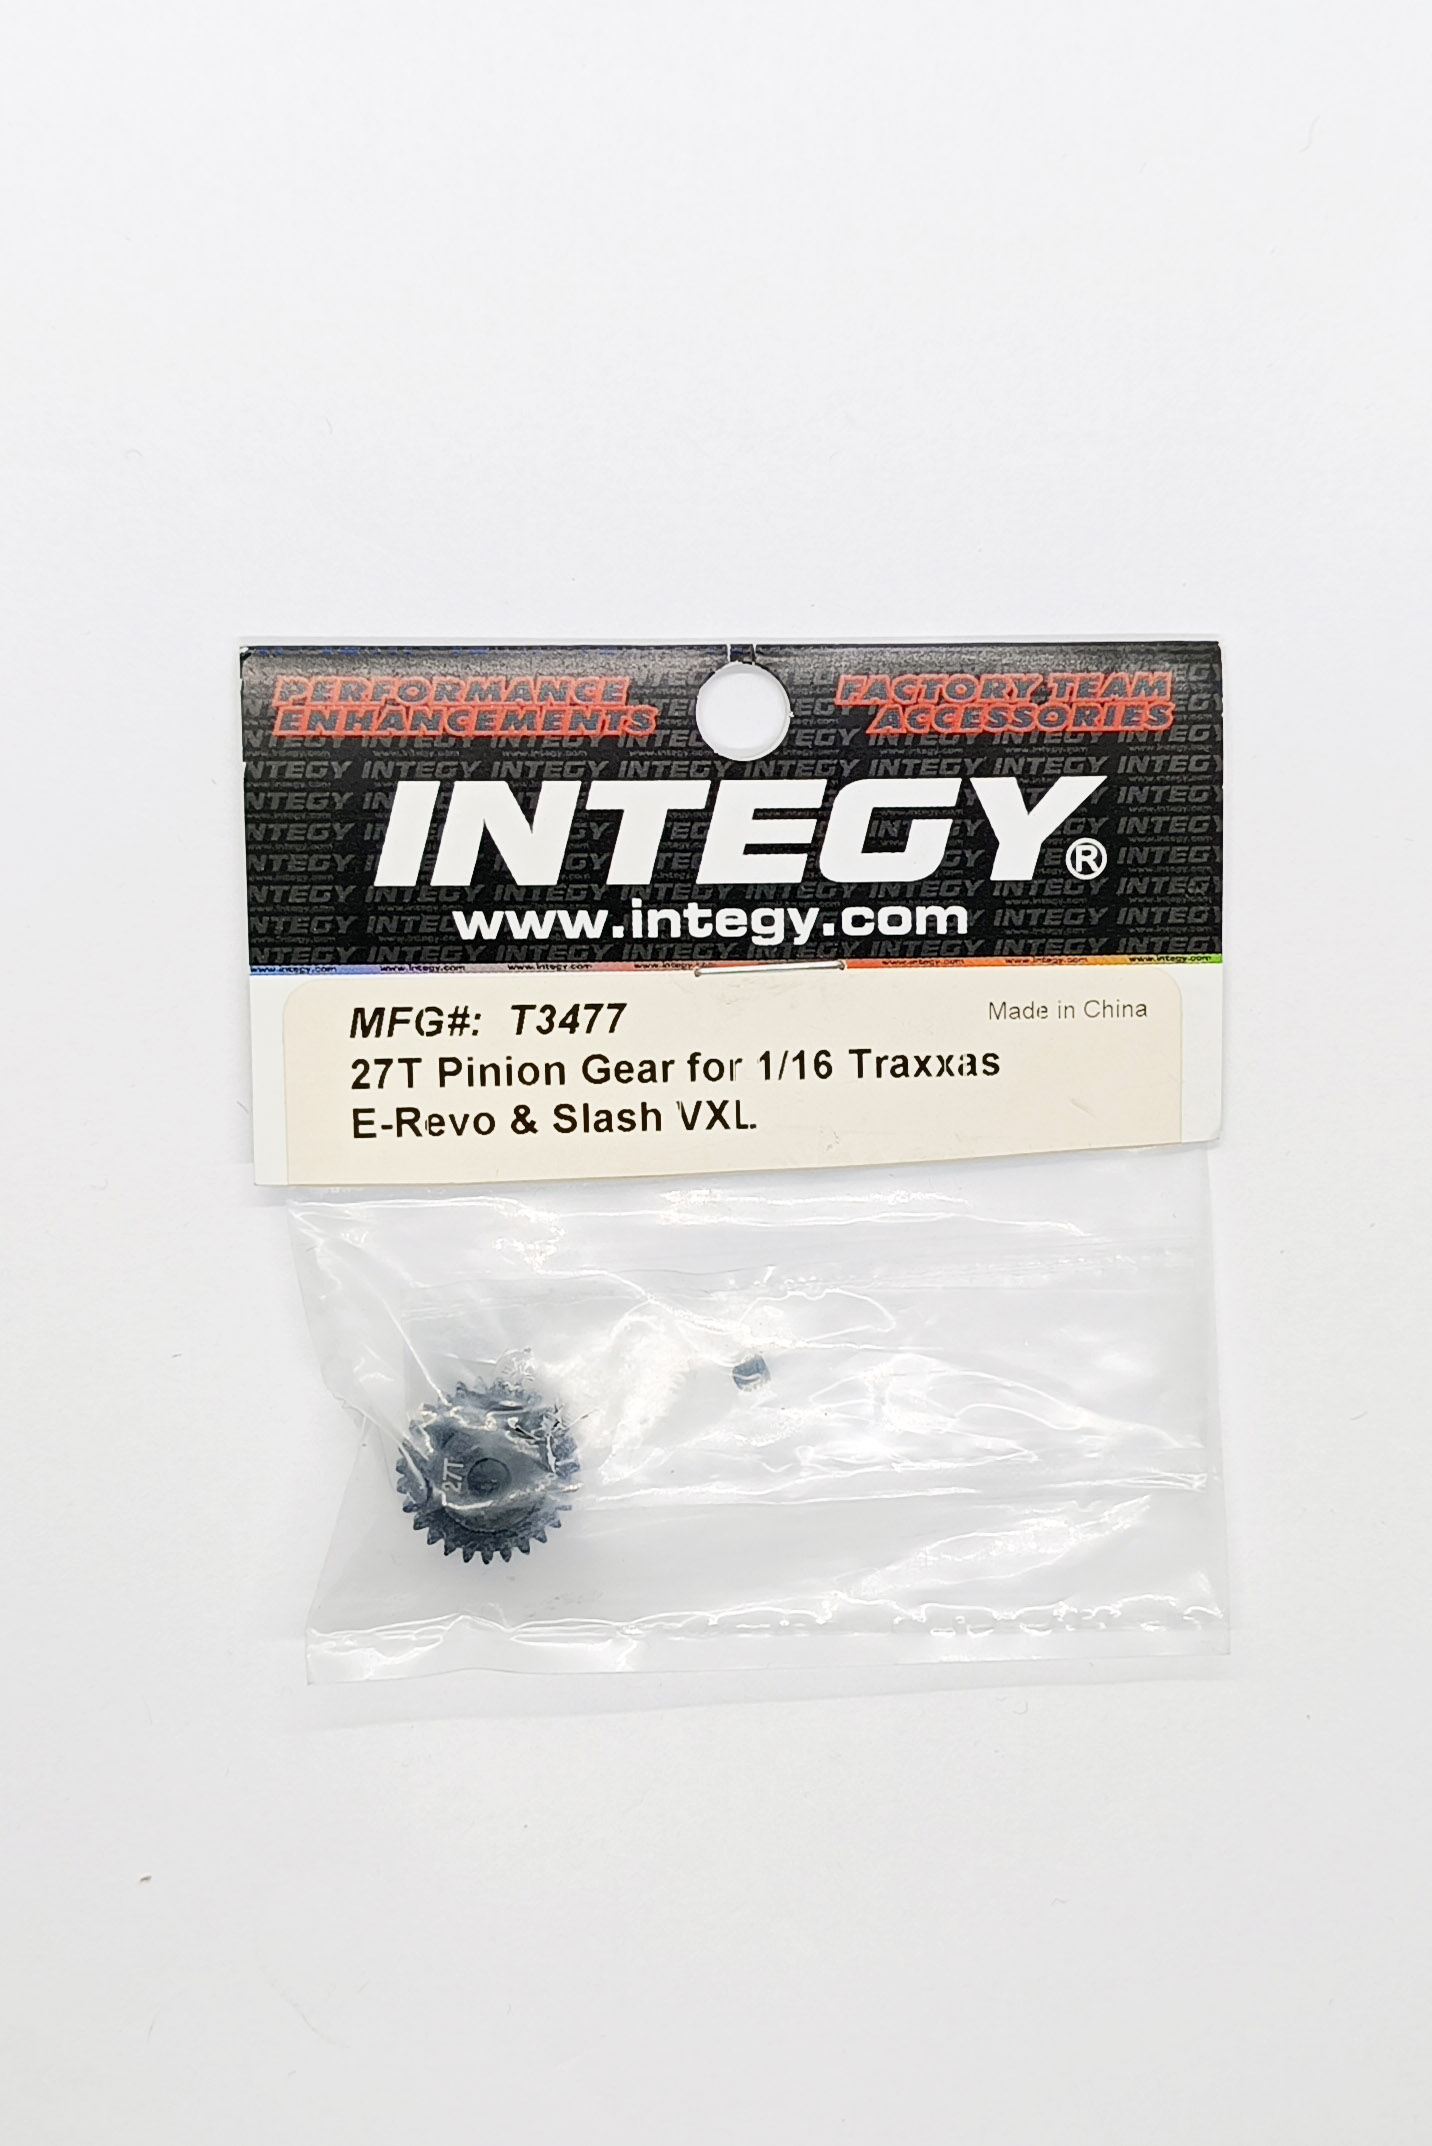 PERFORMANCE
ENHANCEMENTS
FACTORY TEAM
ACCESSORIES
INTEGY®
www.integy.com
MFG#: T3477
Made in China
27T Pinion Gear for 1/16 Traxxas
E-Revo & Slash VXL.
27T